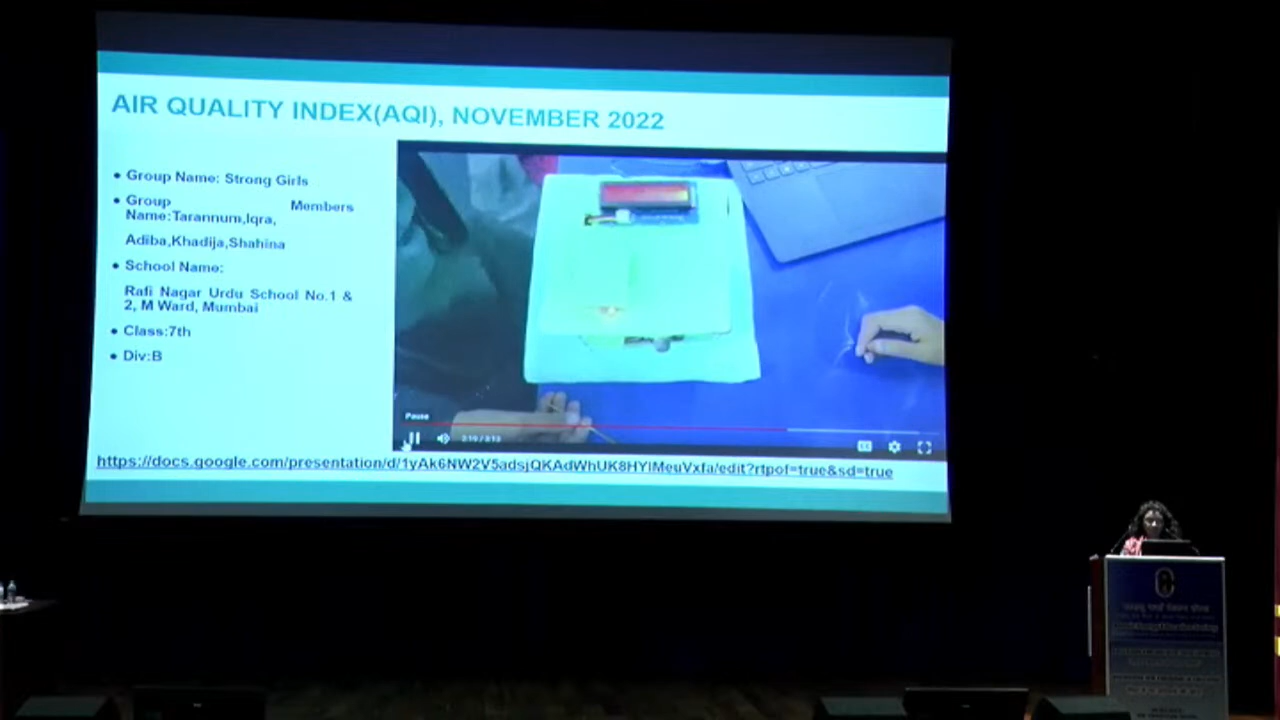 AIR QUALITY INDEX(AQI), NOVEMBER 2022
• Group Name: Strong Girls
• Group Members
Name:Tarannum,Iqra,
Adiba,Khadija,Shahina
• School Name:
Rafi Nagar Urdu School No.1 &
2, M Ward, Mumbai
• Class:7th
• Div:B
Pause
https://docs.google.com/presentation/d/1yAk6NW2V5adsjQKAdWhUK8HYlMeuVxfa/edit?rtpof=true&sd=true